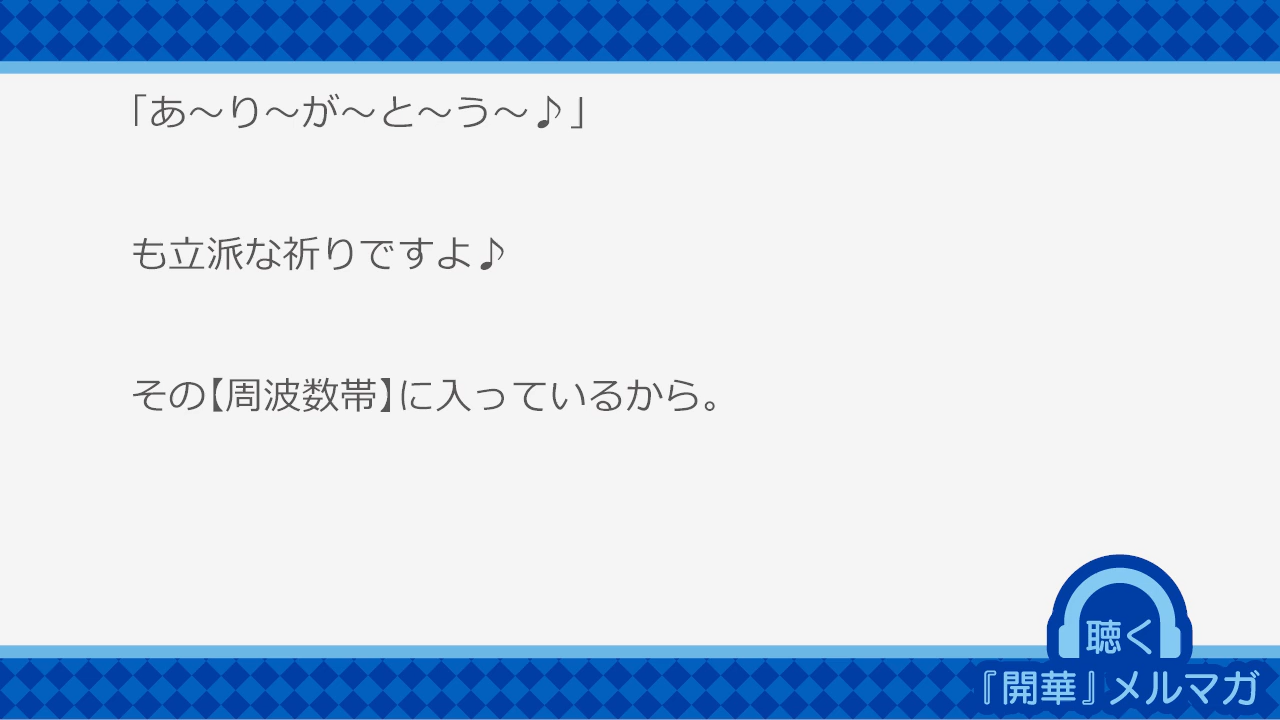 「あ～り～が～と～う～♪」
も立派な祈りですよ♪
その【周波数帯】に入っているから。
聴く
『開華』メルマガ